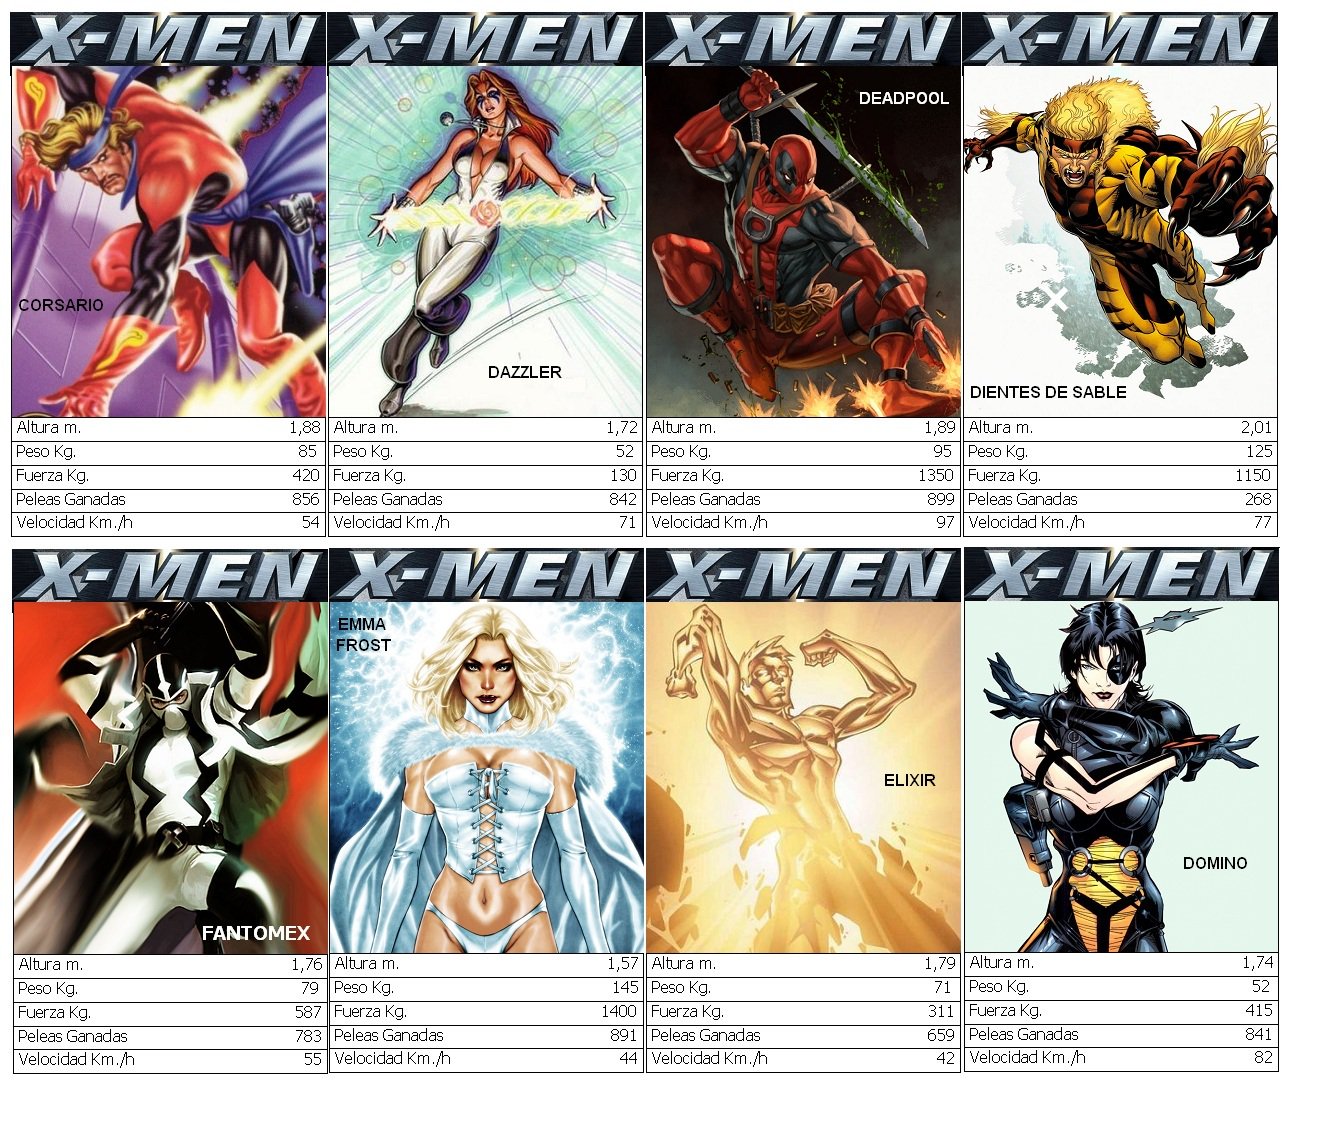 X-MEN
CORSARIO
Altura m. 1,88
Peso Kg. 85
Fuerza Kg. 420
Peleas Ganadas 856
Velocidad Km./h 54
X-MEN
DAZZLER
Altura m. 1,72
Peso Kg. 52
Fuerza Kg. 130
Peleas Ganadas 842
Velocidad Km./h 71
X-MEN
DEADPOOL
Altura m. 1,89
Peso Kg. 95
Fuerza Kg. 1350
Peleas Ganadas 899
Velocidad Km./h 97
X-MEN
DIENTES DE SABLE
Altura m. 2,01
Peso Kg. 125
Fuerza Kg. 1150
Peleas Ganadas 268
Velocidad Km./h 77
X-MEN
FANTOMEX
Altura m. 1,76
Peso Kg. 79
Fuerza Kg. 587
Peleas Ganadas 783
Velocidad Km./h 55
X-MEN
EMMA
FROST
Altura m. 1,57
Peso Kg. 145
Fuerza Kg. 1400
Peleas Ganadas 891
Velocidad Km./h 44
X-MEN
ELIXIR
Altura m. 1,79
Peso Kg. 71
Fuerza Kg. 311
Peleas Ganadas 659
Velocidad Km./h 42
X-MEN
DOMINO
Altura m. 1,74
Peso Kg. 52
Fuerza Kg. 415
Peleas Ganadas 841
Velocidad Km./h 82